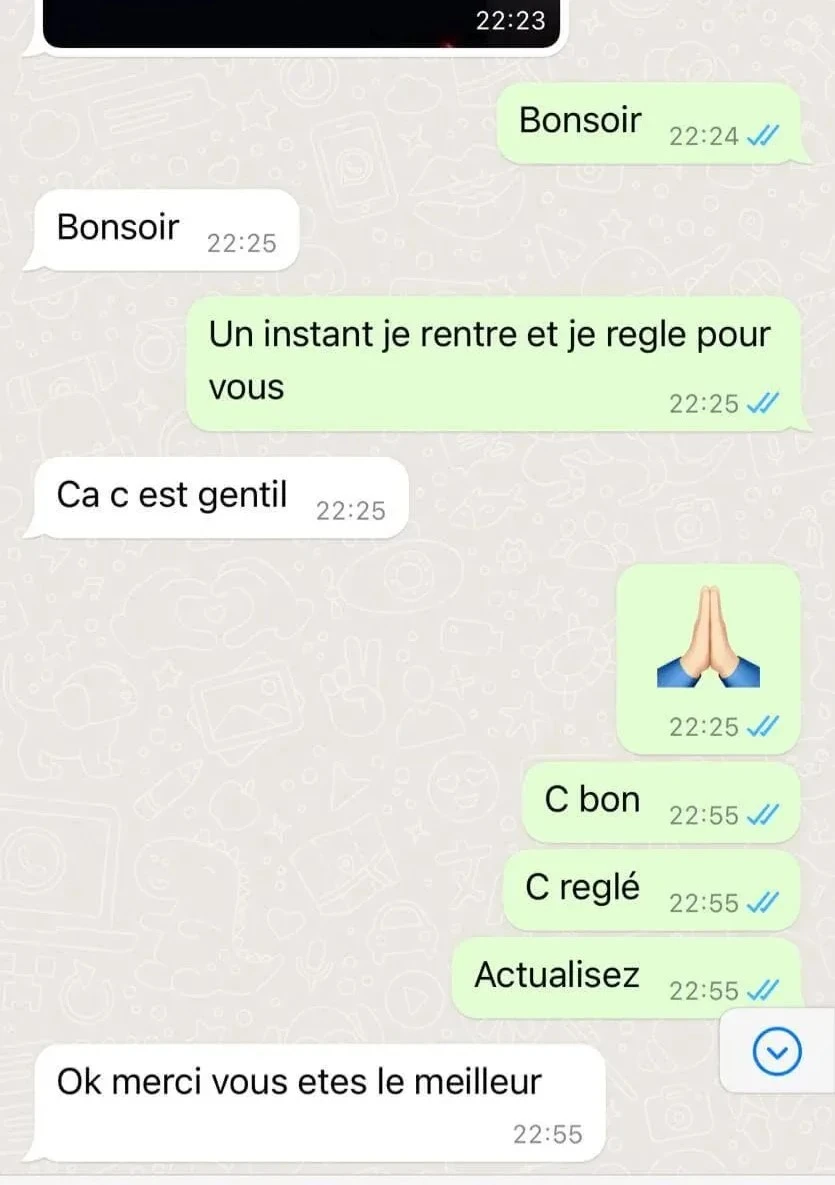 22:23
Bonsoir 22:24
Bonsoir 22:25
Un instant je rentre et je regle pour
vous 22:25
Ca c est gentil 22:25
22:25
C bon 22:55
C reglé 22:55
Actualisez 22:55
Ok merci vous etes le meilleur
22:55